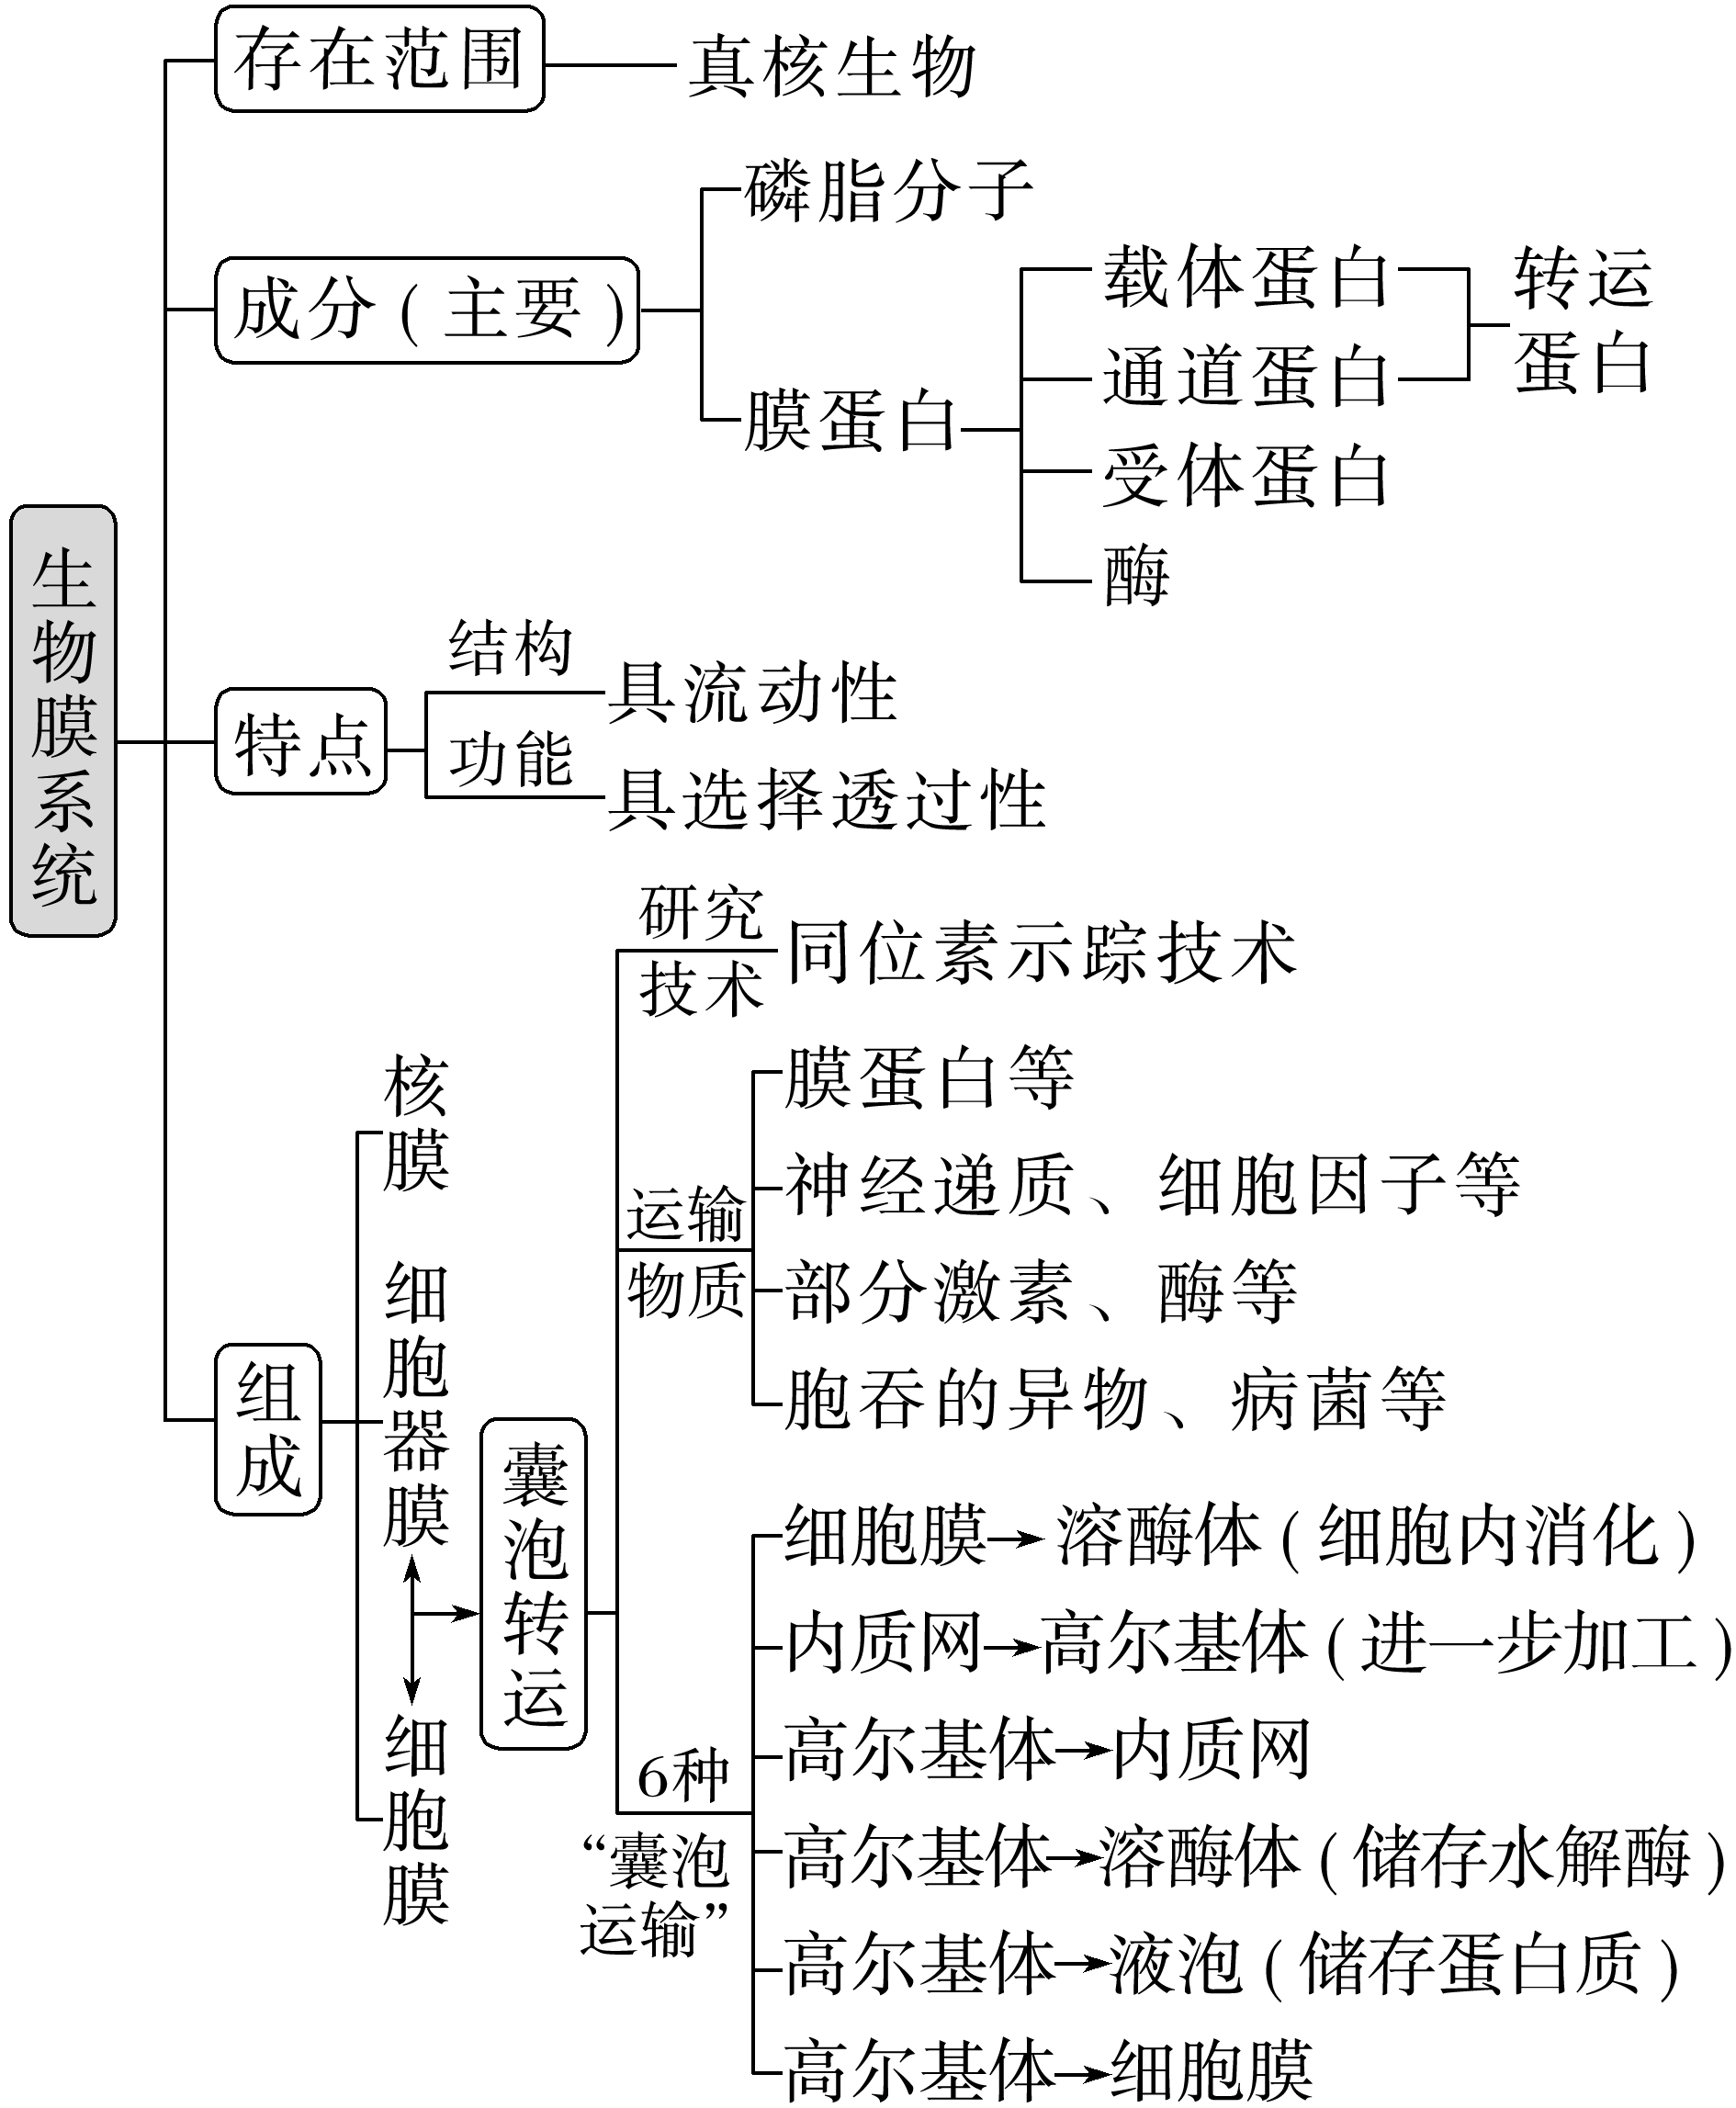 生物膜系统
存在范围
真核生物
成分(主要)
磷脂分子
膜蛋白
载体蛋白
通道蛋白
转运
蛋白
受体蛋白
酶
特点
结构
具流动性
功能
具选择透过性
组成
核膜
细胞器膜
细胞膜
囊泡转运
研究
技术
同位素示踪技术
运输
物质
膜蛋白等
神经递质、细胞因子等
部分激素、酶等
胞吞的异物、病菌等
6种
“囊泡
运输”
细胞膜→溶酶体(细胞内消化)
内质网→高尔基体(进一步加工)
高尔基体→内质网
高尔基体→溶酶体(储存水解酶)
高尔基体→液泡(储存蛋白质)
高尔基体→细胞膜